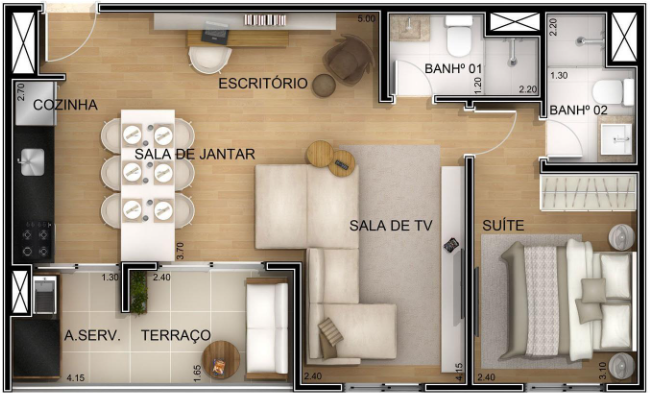 5.00
2.20
BANHº 01
1.30
ESCRITÓRIO
2.70
COZINHA
1.20
2.20
BANHº 02
SALA DE JANTAR
SALA DE TV
SUÍTE
3.70
1.30
2.40
A.SERV.
TERRAÇO
4.15
1.65
2.40
4.15
2.40
3.10